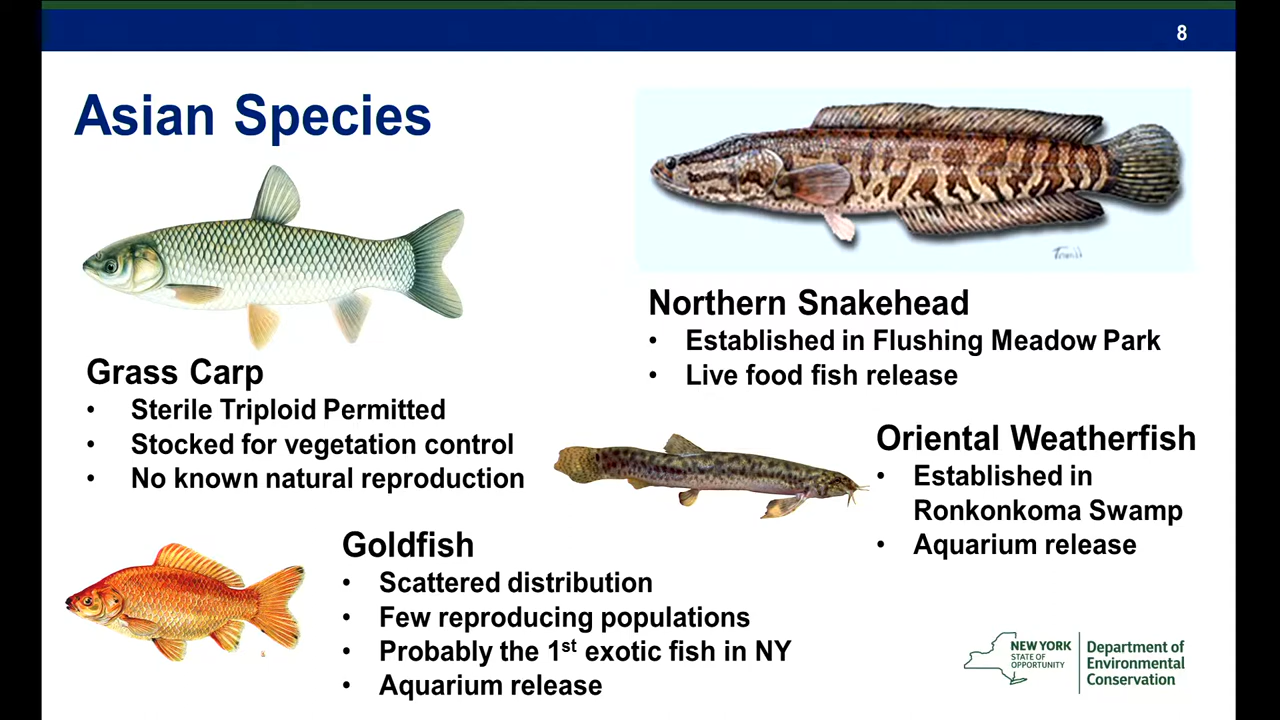 8
Asian Species
Grass Carp
• Sterile Triploid Permitted
• Stocked for vegetation control
• No known natural reproduction
Northern Snakehead
• Established in Flushing Meadow Park
• Live food fish release
Oriental Weatherfish
• Established in
Ronkonkoma Swamp
• Aquarium release
Goldfish
• Scattered distribution
• Few reproducing populations
• Probably the 1st exotic fish in NY
• Aquarium release
NEW YORK
STATE OF
OPPORTUNITY
Department of
Environmental
Conservation